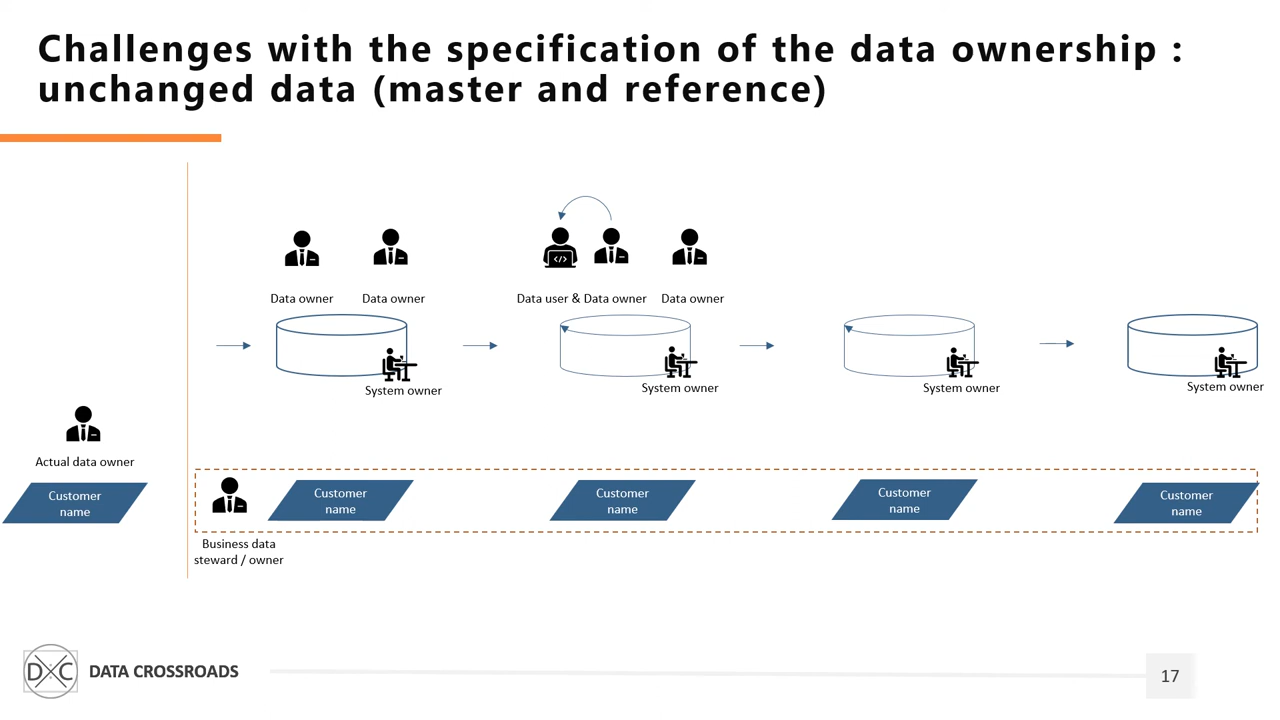 Challenges with the specification of the data ownership :
unchanged data (master and reference)
Data owner
Data owner
Data user & Data owner
Data owner
System owner
System owner
System owner
System owner
Actual data owner
Customer
name
Customer
name
Customer
name
Customer
name
Customer
name
Business data
steward / owner
D C
DATA CROSSROADS
17